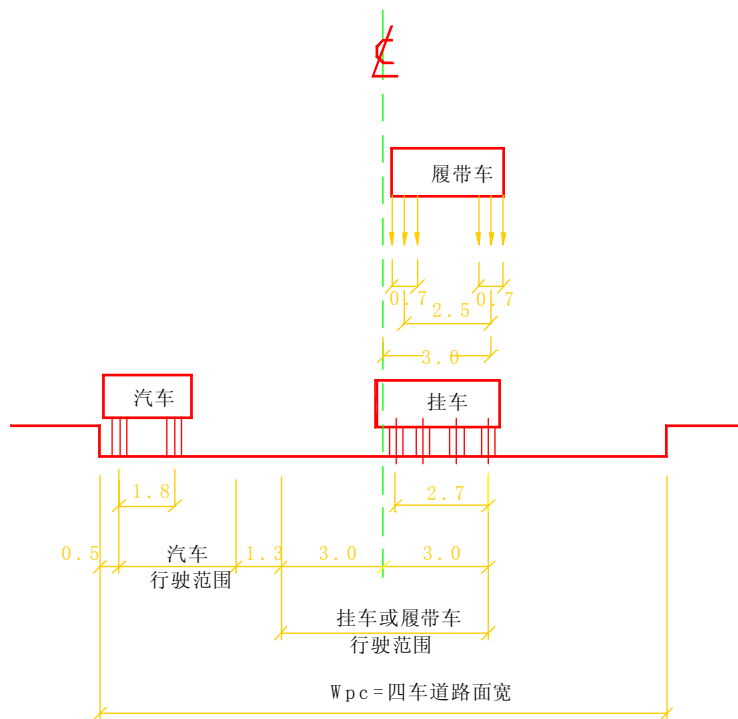 ℄
履带车
0.7
0.7
2.5
3.0
汽车
挂车
1.8
2.7
0.5
汽车
1.3
3.0
3.0
行驶范围
挂车或履带车
行驶范围
Wpc=四车道路面宽